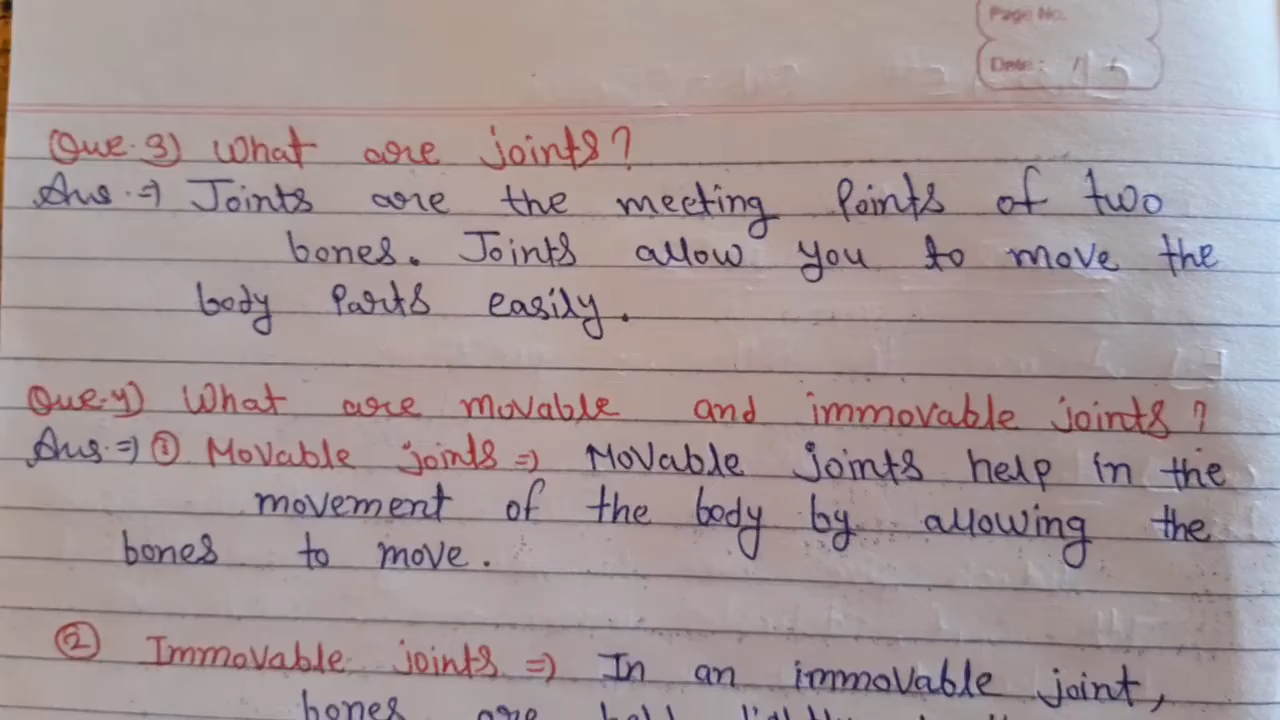 Page No.
Date:
Que.3) What are joints?
Ans.⇒ Joints are the meeting Points of two
bones. Joints allow you to move the
body Parts easily.
Que.4) What are movable and immovable joints?
Ans.⇒ ① Movable joints ⇒ Movable joints help in the
movement of the body by allowing the
bones to move.
② Immovable joints ⇒ In an immovable joint,
bones are